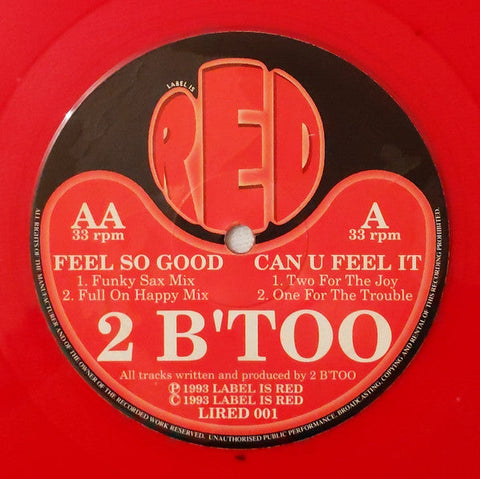 LABEL IS
RED
AA
33 rpm
A
33 rpm
FEEL SO GOOD
1. Funky Sax Mix
2. Full On Happy Mix
CAN U FEEL IT
1. Two For The Joy
2. One For The Trouble
2 B'TOO
All tracks written and produced by 2 B'TOO
℗ 1993 LABEL IS RED
© 1993 LABEL IS RED
LIRED 001
ALL RIGHTS OF THE MANUFACTURER AND OF THE OWNER OF THE RECORDED WORK RESERVED. UNAUTHORISED PUBLIC PERFORMANCE, BROADCASTING, COPYING AND RENTAL OF THIS RECORDING PROHIBITED.